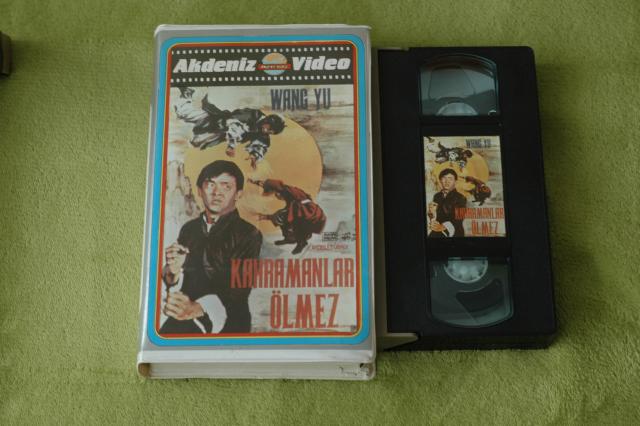 Akdeniz Video
WANG YU
KAHRAMANLAR
ÖLMEZ
WANG YU
KAHRAMANLAR
ÖLMEZ